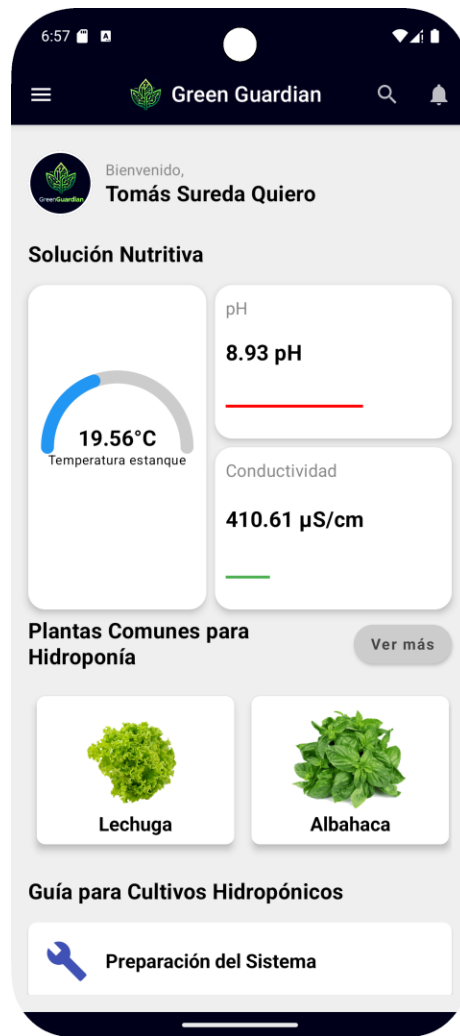 6:57
A
Green Guardian
GreenGuardian
Bienvenido,
Tomás Sureda Quiero
Solución Nutritiva
19.56°C
Temperatura estanque
pH
8.93 pH
Conductividad
410.61 µS/cm
Plantas Comunes para
Hidroponía
Ver más
Lechuga
Albahaca
Guía para Cultivos Hidropónicos
Preparación del Sistema